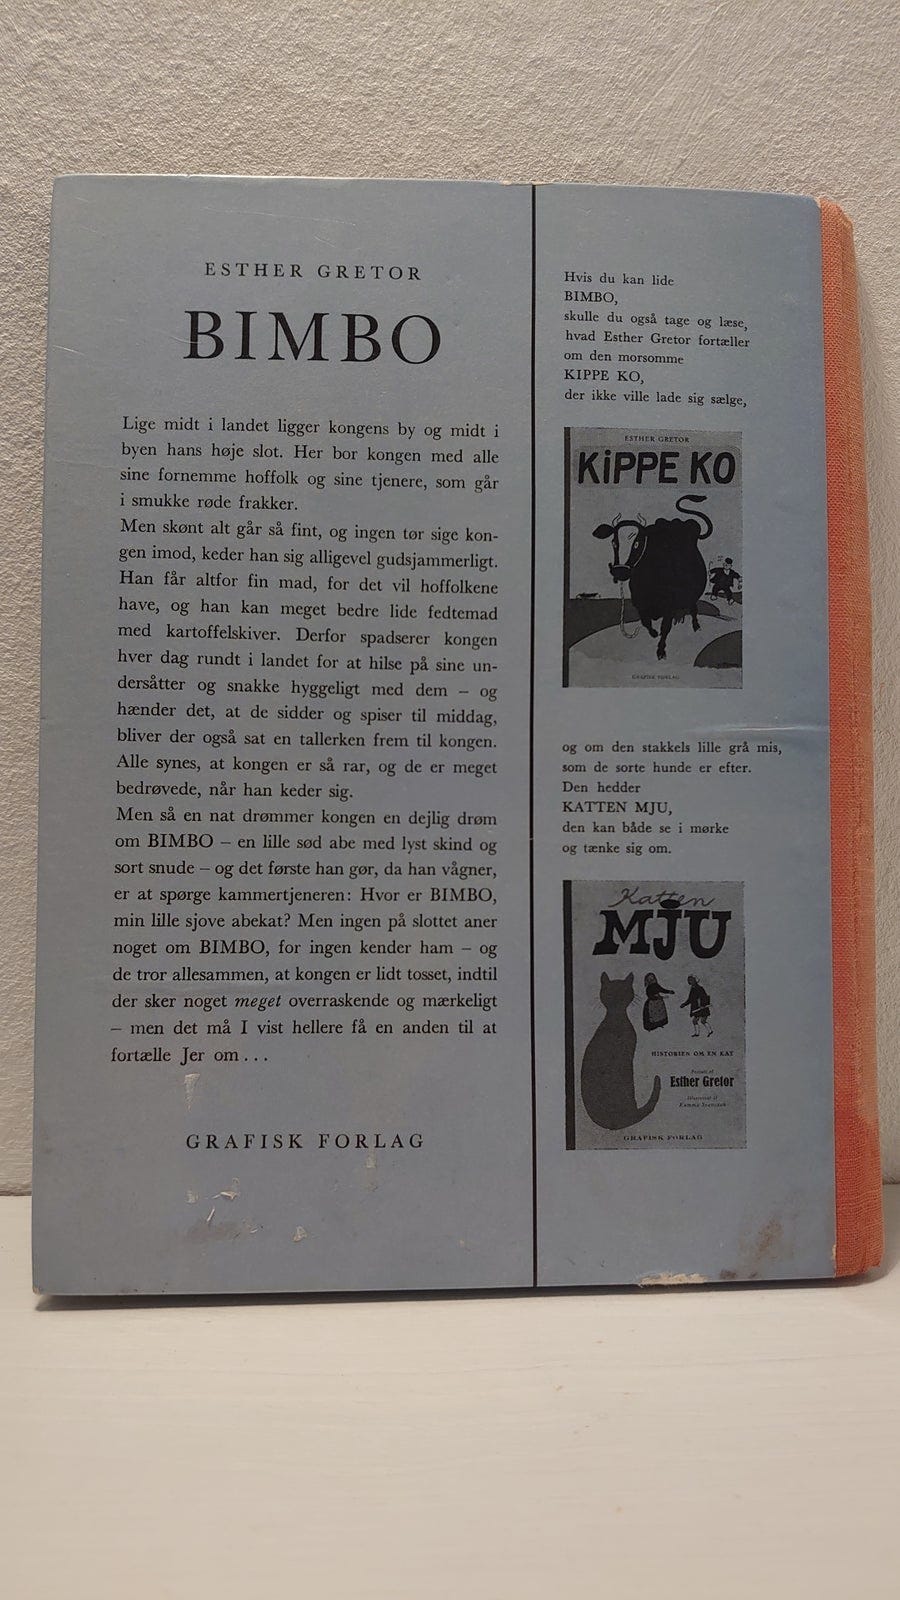 ESTHER GRETOR
BIMBO
Lige midt i landet ligger kongens by og midt i
byen hans høje slot. Her bor kongen med alle
sine fornemme hoffolk og sine tjenere, som går
i smukke røde frakker.
Men skønt alt går så fint, og ingen tør sige kon-
gen imod, keder han sig alligevel gudsjammerligt.
Han får altfor fin mad, for det vil hoffolkene
have, og han kan meget bedre lide fedtemad
med kartoffelskiver. Derfor spadserer kongen
hver dag rundt i landet for at hilse på sine un-
dersåtter og snakke hyggeligt med dem – og
hænder det, at de sidder og spiser til middag,
bliver der også sat en tallerken frem til kongen.
Alle synes, at kongen er så rar, og de er meget
bedrøvede, når han keder sig.
Men så en nat drømmer kongen en dejlig drøm
om BIMBO – en lille sød abe med lyst skind og
sort snude – og det første han gør, da han vågner,
er at spørge kammertjeneren: Hvor er BIMBO,
min lille sjove abekat? Men ingen på slottet aner
noget om BIMBO, for ingen kender ham – og
de tror allesammen, at kongen er lidt tosset, indtil
der sker noget meget overraskende og mærkeligt
– men det må I vist hellere få en anden til at
fortælle Jer om . . .
GRAFISK FORLAG
Hvis du kan lide
BIMBO,
skulle du også tage og læse,
hvad Esther Gretor fortæller
om den morsomme
KIPPE KO,
der ikke ville lade sig sælge,
ESTHER GRETOR
KiPPE KO
GRAFISK FORLAG
og om den stakkels lille grå mis,
som de sorte hunde er efter.
Den hedder
KATTEN MJU,
den kan både se i mørke
og tænke sig om.
Katten
MJU
HISTORIEN OM EN KAT
Fortalt af
Esther Gretor
Illustreret af
GRAFISK FORLAG